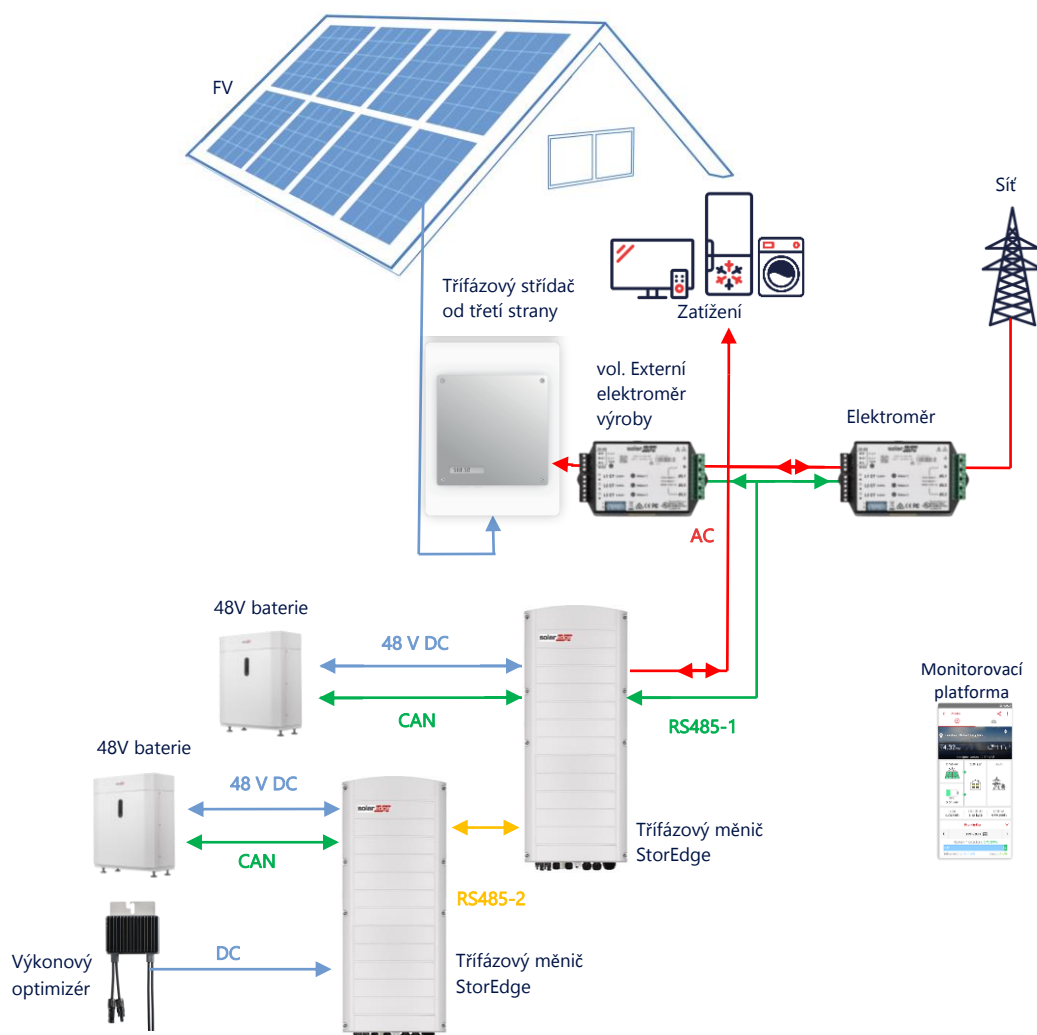 FV
Síť
Třífázový střídač
od třetí strany
Zatížení
vol. Externí
elektroměr
výroby
Elektroměr
AC
48V baterie
48 V DC
CAN
RS485-1
Monitorovací
platforma
48V baterie
48 V DC
CAN
RS485-2
Třífázový měnič
StorEdge
Výkonový
optimizér
DC
Třífázový měnič
StorEdge